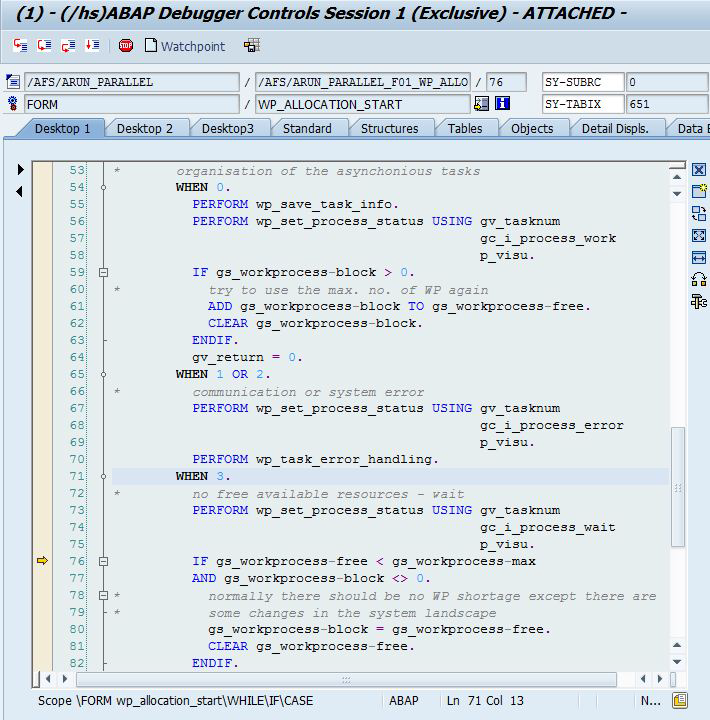 (1) - (/hs)ABAP Debugger Controls Session 1 (Exclusive) - ATTACHED -
STOP Watchpoint
/AFS/ARUN_PARALLEL / /AFS/ARUN_PARALLEL_F01_WP_ALLO / 76 SY-SUBRC 0
FORM / WP_ALLOCATION_START SY-TABIX 651
Desktop 1 Desktop 2 Desktop3 Standard Structures Tables Objects Detail Displs. Data E
53 * organisation of the asynchonious tasks
54 WHEN 0.
55 PERFORM wp_save_task_info.
56 PERFORM wp_set_process_status USING gv_tasknum
57 gc_i_process_work
58 p_visu.
59 IF gs_workprocess-block > 0.
60 * try to use the max. no. of WP again
61 ADD gs_workprocess-block TO gs_workprocess-free.
62 CLEAR gs_workprocess-block.
63 ENDIF.
64 gv_return = 0.
65 WHEN 1 OR 2.
66 * communication or system error
67 PERFORM wp_set_process_status USING gv_tasknum
68 gc_i_process_error
69 p_visu.
70 PERFORM wp_task_error_handling.
71 WHEN 3.
72 * no free available resources - wait
73 PERFORM wp_set_process_status USING gv_tasknum
74 gc_i_process_wait
75 p_visu.
76 IF gs_workprocess-free < gs_workprocess-max
77 AND gs_workprocess-block <> 0.
78 * normally there should be no WP shortage except there are
79 * some changes in the system landscape
80 gs_workprocess-block = gs_workprocess-free.
81 CLEAR gs_workprocess-free.
82 ENDIF.
Scope \FORM wp_allocation_start\WHILE\IF\CASE ABAP Ln 71 Col 13 N...